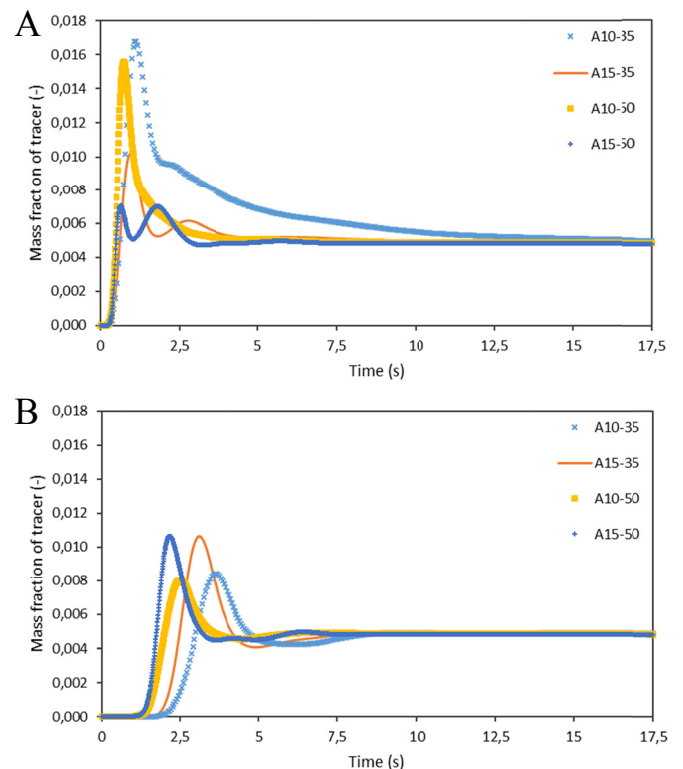 A
0,018
0,016
0,014
0,012
0,010
0,008
0,006
0,004
0,002
0,000
Mass fracton of tracer (-)
0
2,5
5
7,5
10
12,5
15
17,5
Time (s)
A10-35
A15-35
A10-50
A15-50
B
0,018
0,016
0,014
0,012
0,010
0,008
0,006
0,004
0,002
0,000
Mass fraction of tracer (-)
0
2,5
5
7,5
10
12,5
15
17,5
Time (s)
A10-35
A15-35
A10-50
A15-50